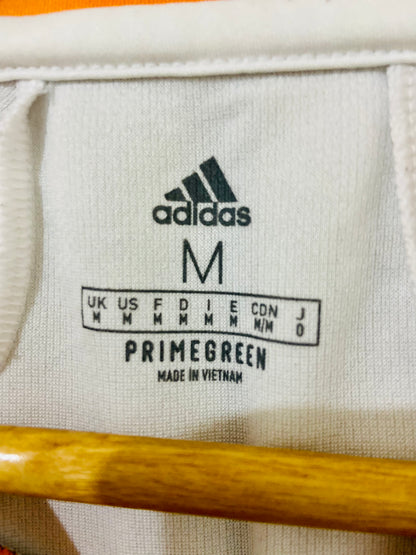 adidas
M
UK US F D I E CDN J
M M M M M M M/M O
PRIMEGREEN
MADE IN VIETNAM